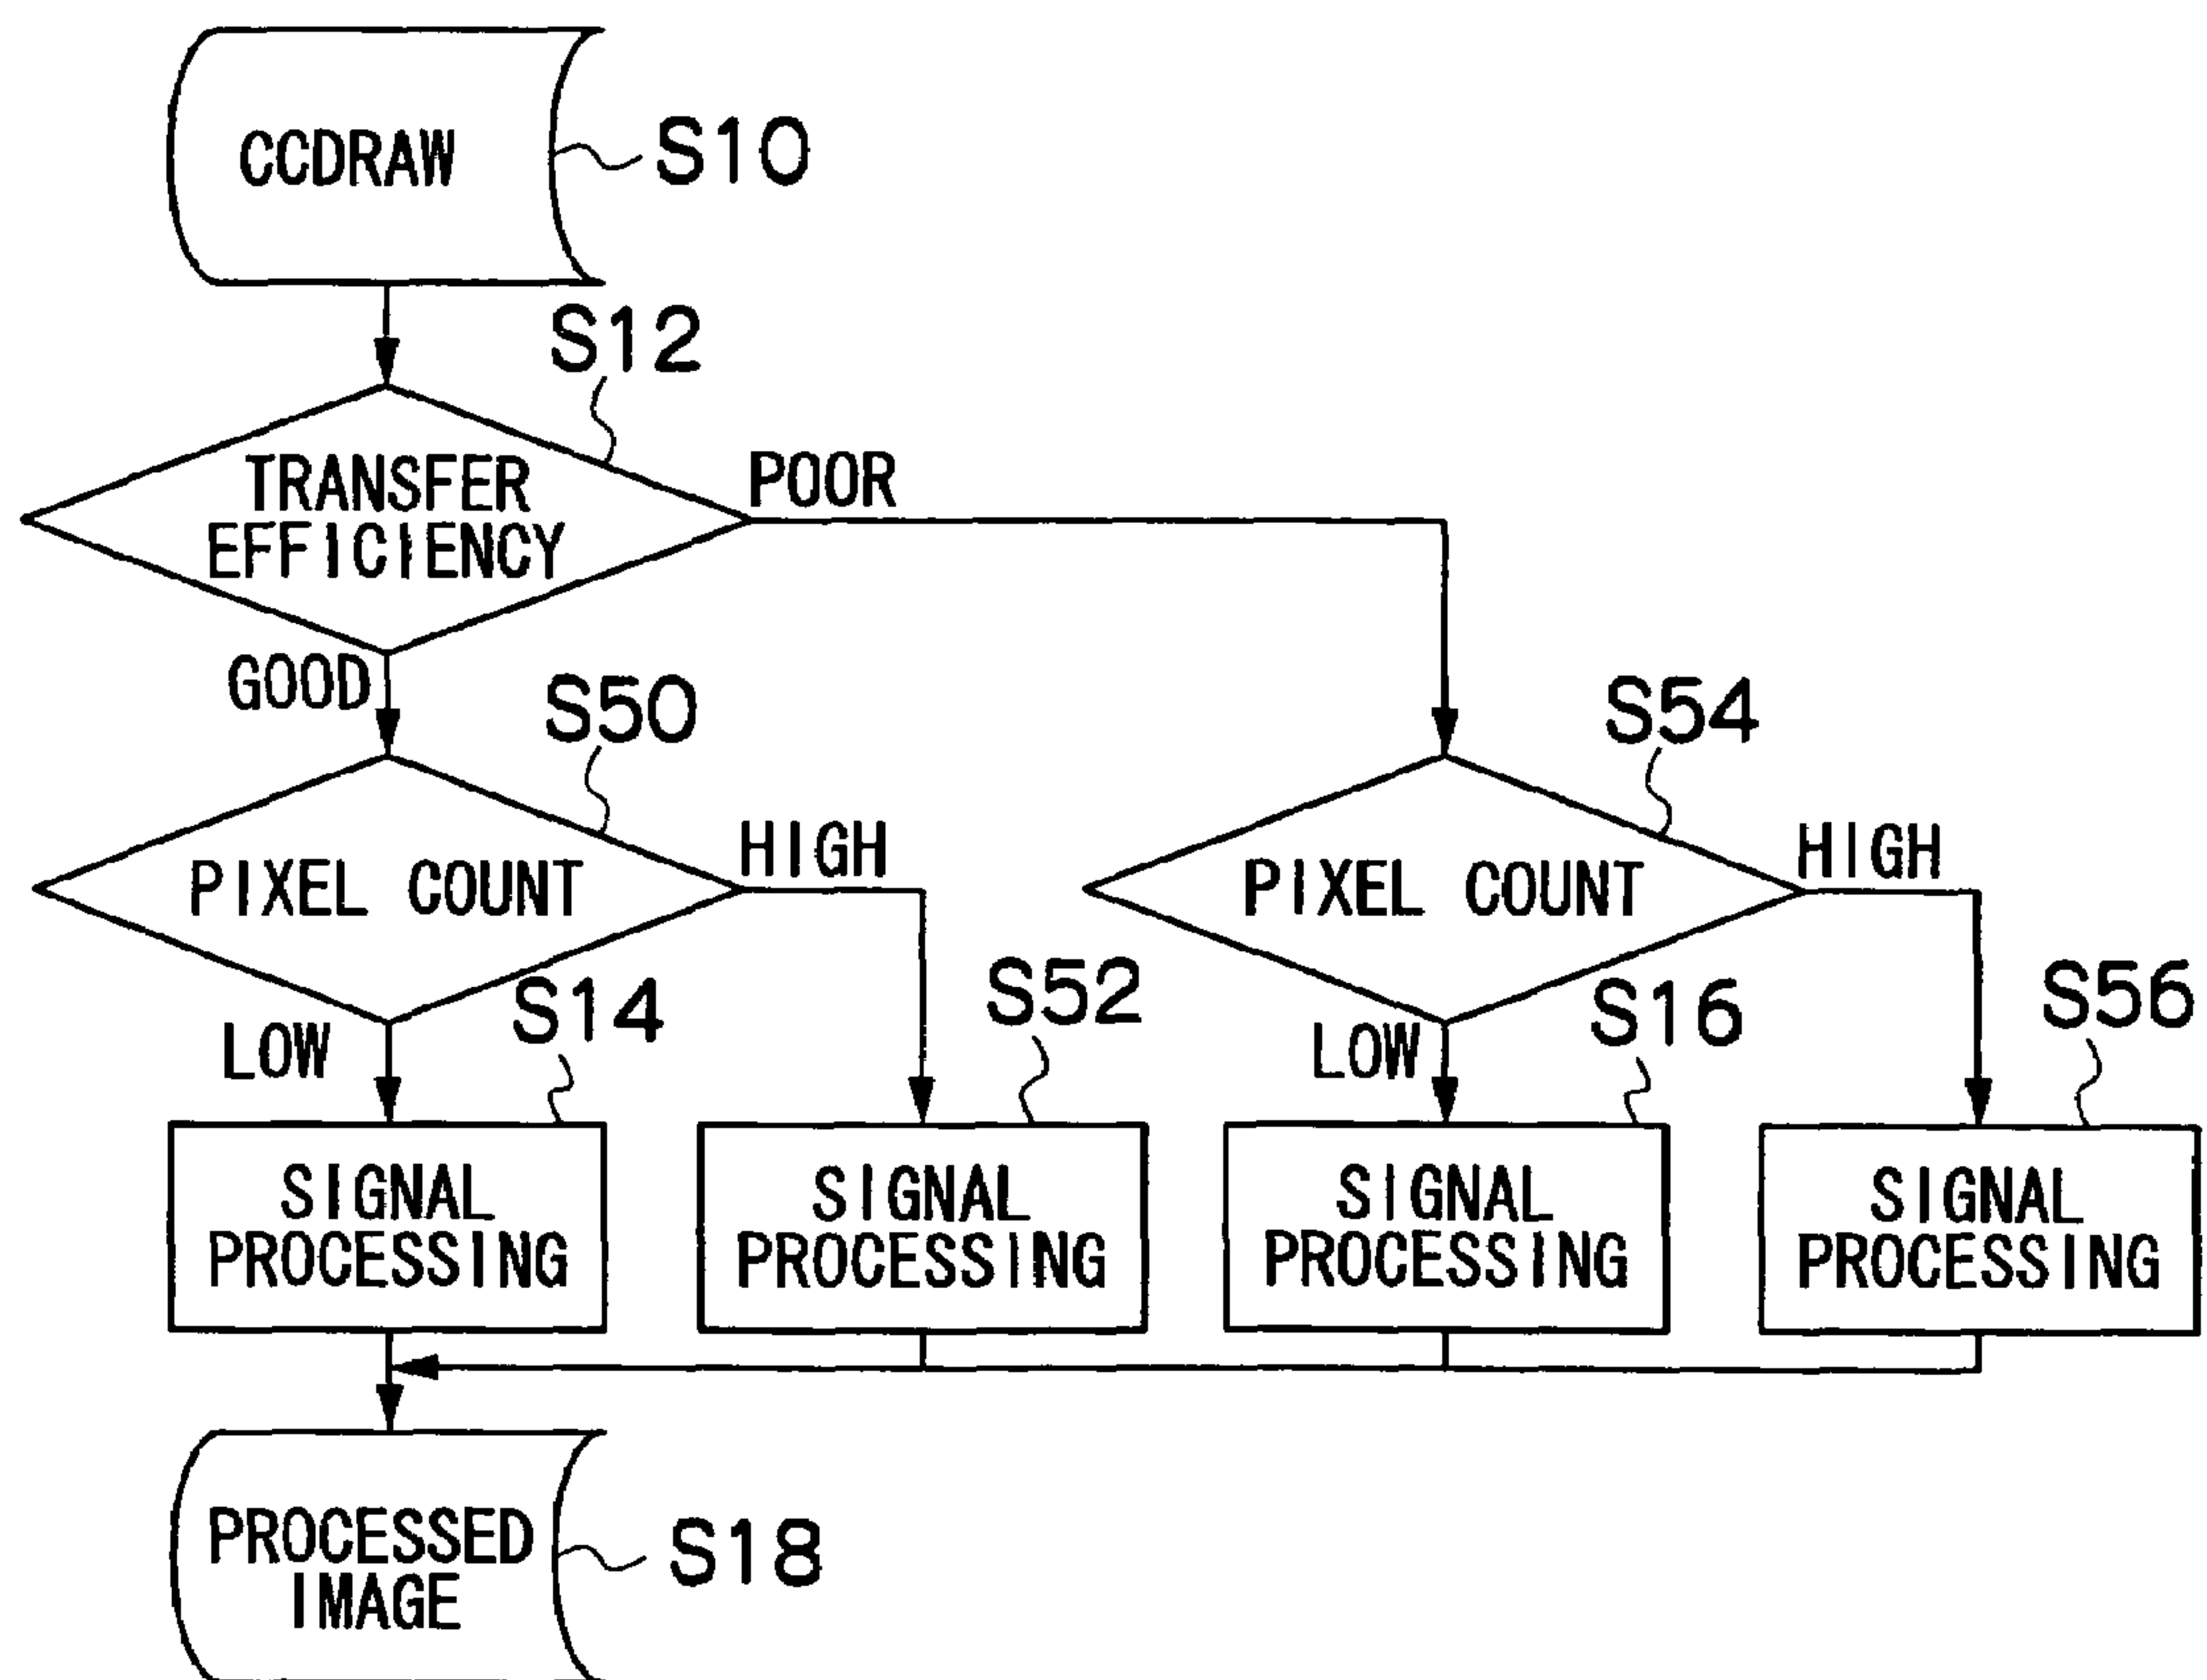 CCDRAW
S10
S12
TRANSFER
EFFICIENCY
POOR
GOOD
S50
S54
PIXEL COUNT
HIGH
PIXEL COUNT
HIGH
S14
S52
S16
S56
LOW
LOW
SIGNAL
PROCESSING
SIGNAL
PROCESSING
SIGNAL
PROCESSING
SIGNAL
PROCESSING
PROCESSED
IMAGE
S18